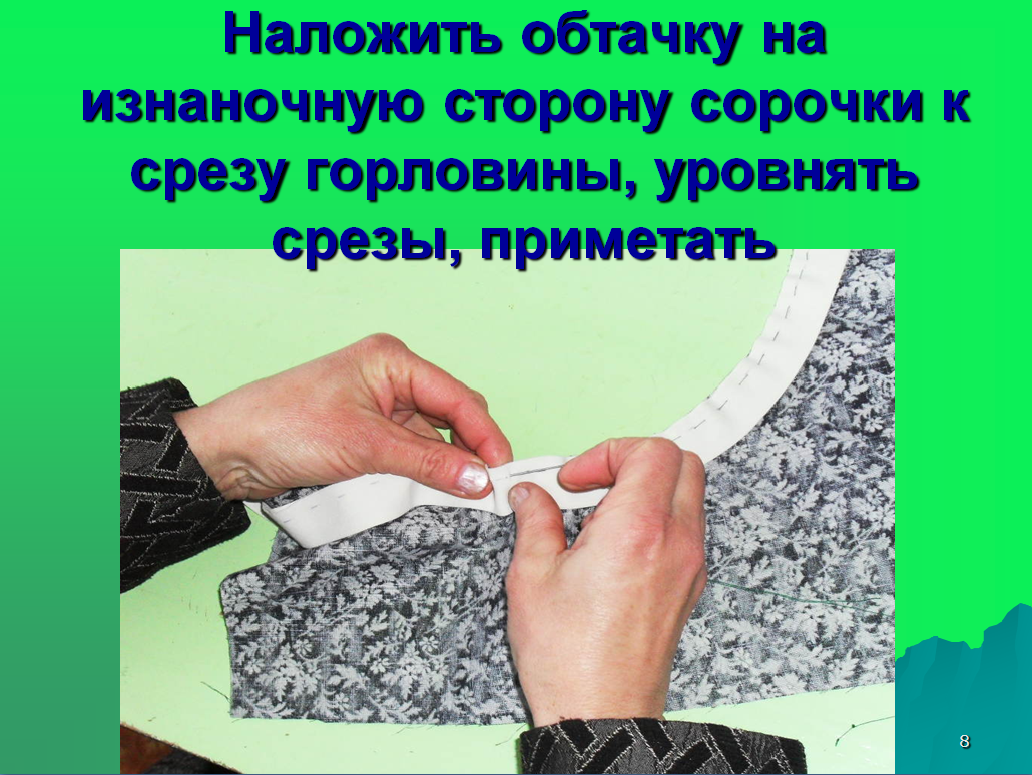 Наложить обтачку на
изнаночную сторону сорочки к
срезу горловины, уровнять
срезы, приметать
8